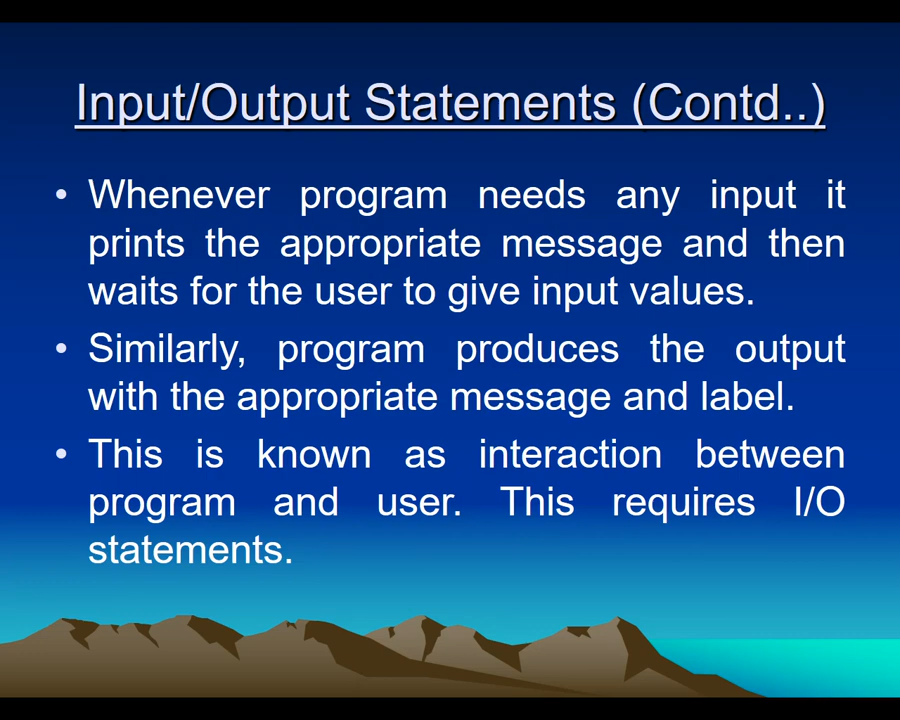 Input/Output Statements (Contd..)
• Whenever program needs any input it
prints the appropriate message and then
waits for the user to give input values.
• Similarly, program produces the output
with the appropriate message and label.
• This is known as interaction between
program and user. This requires I/O
statements.